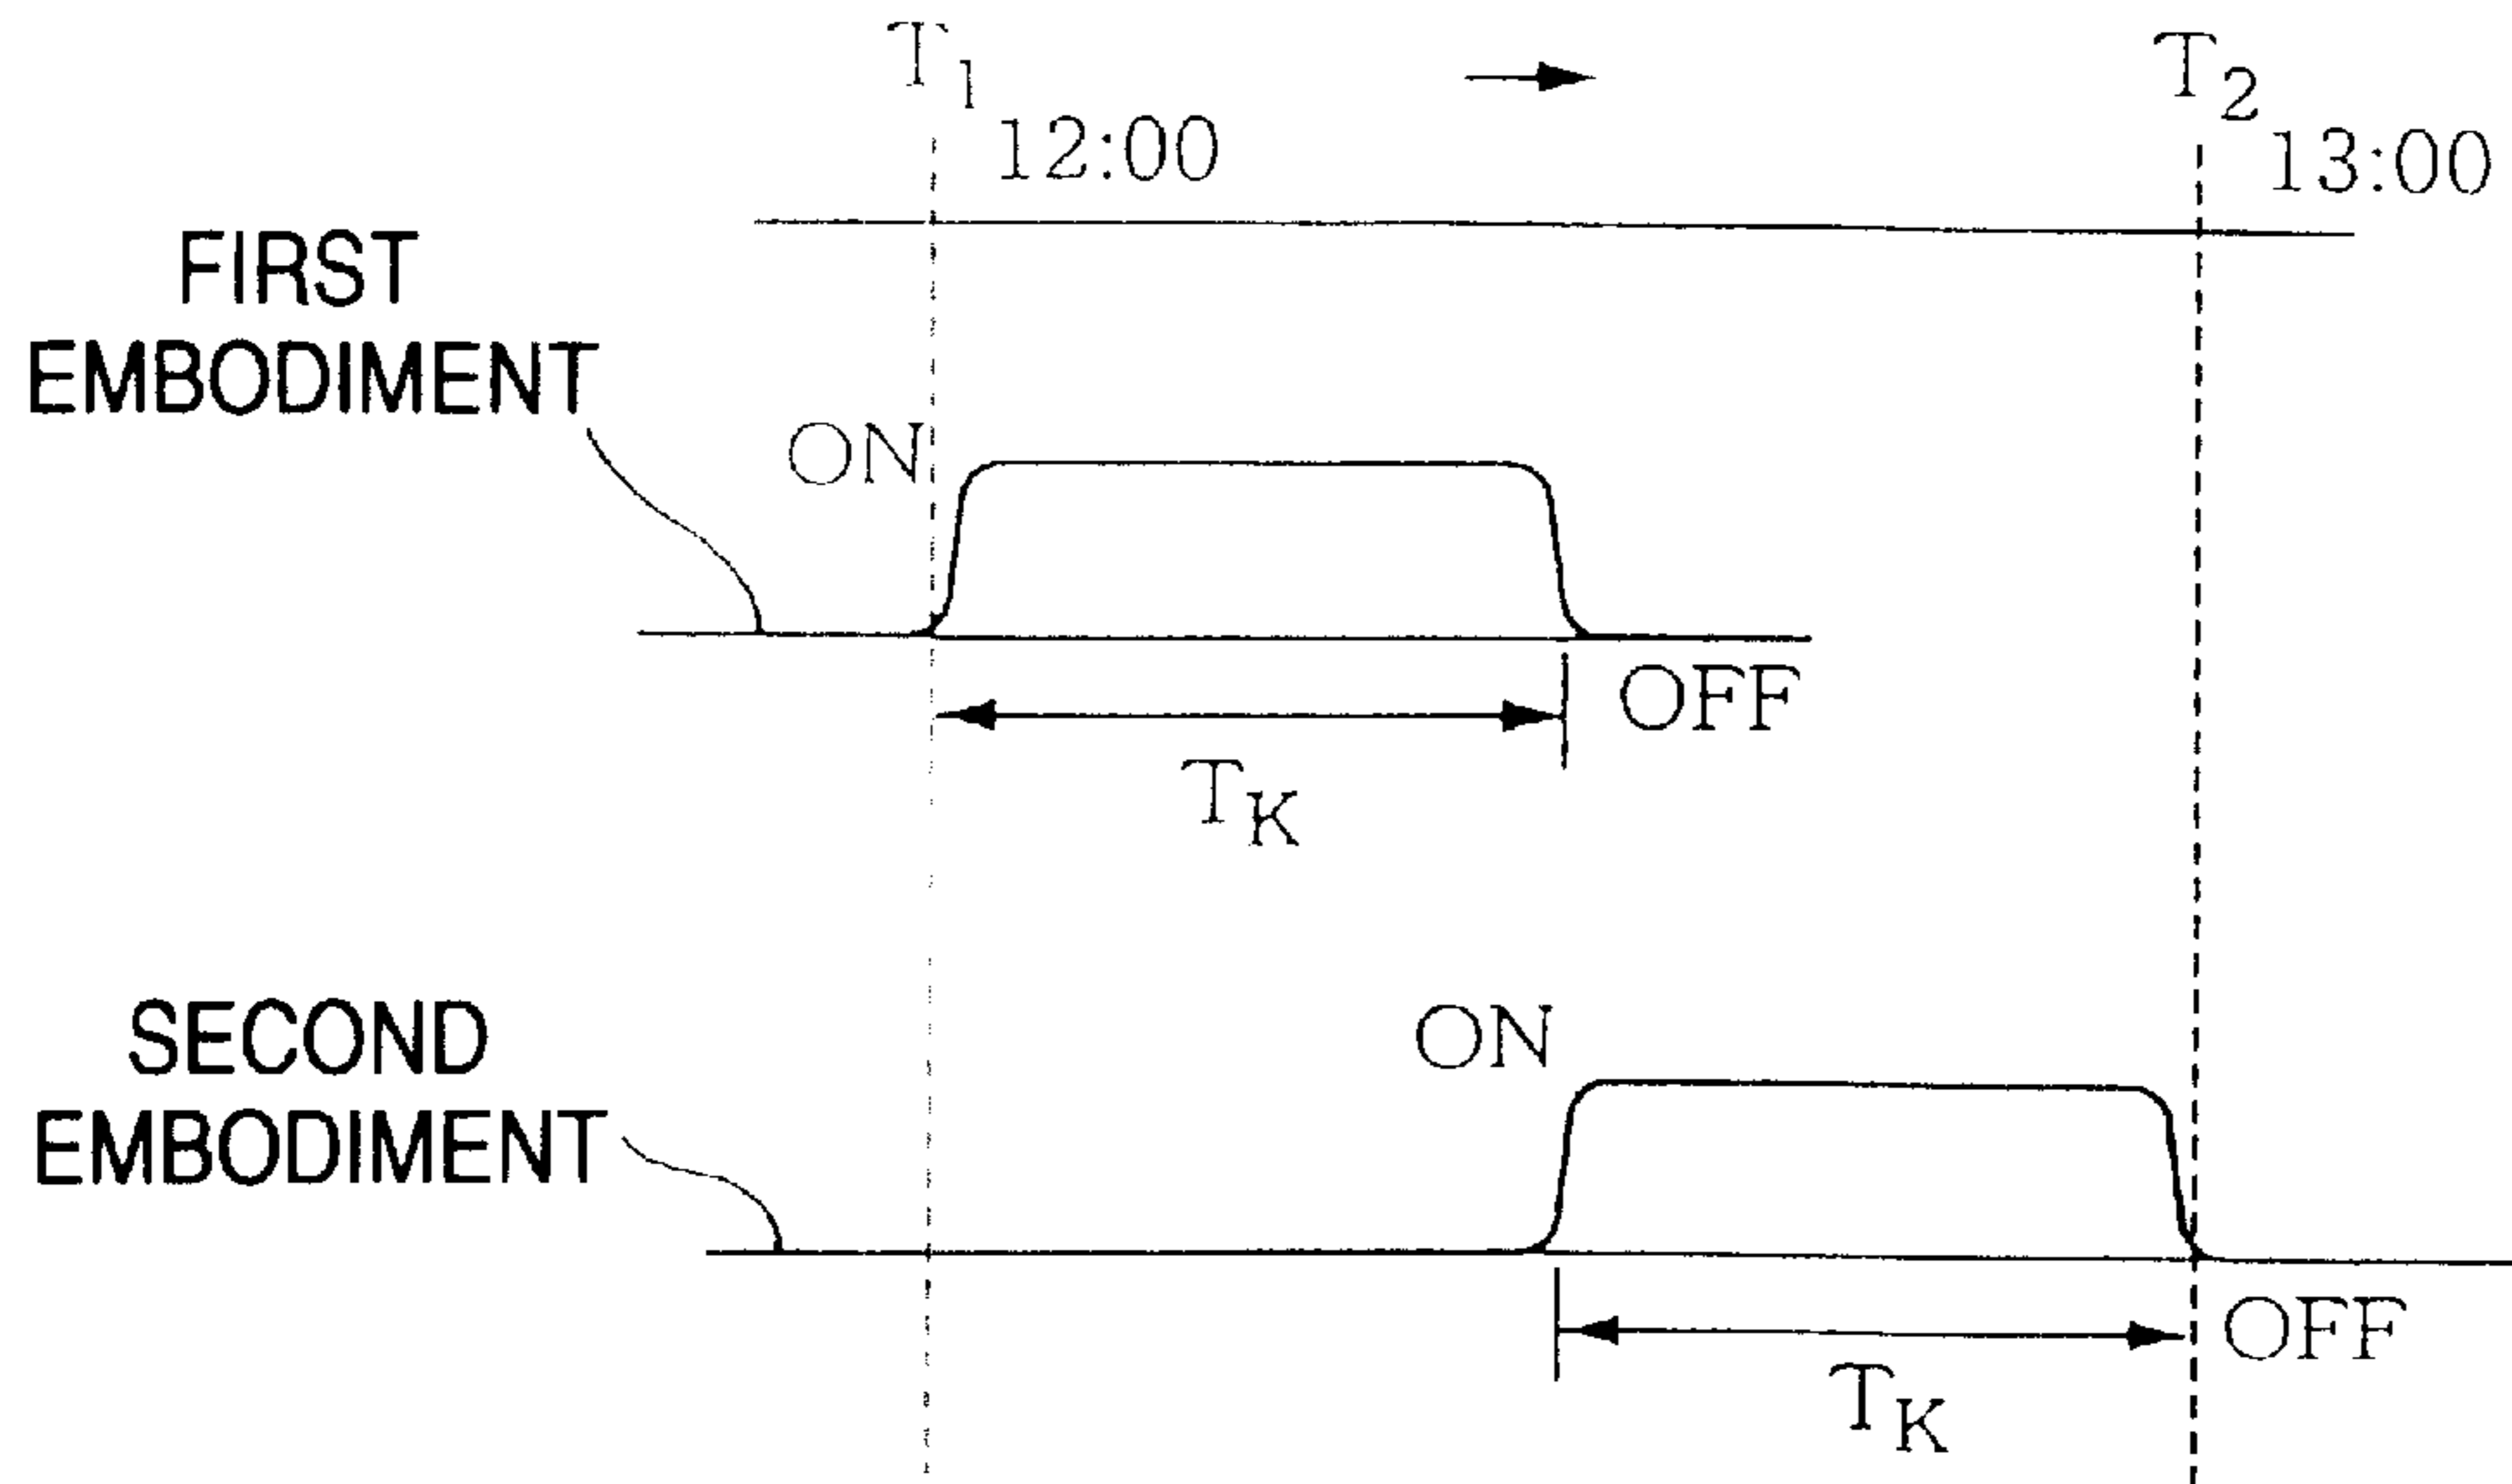 T1 12:00
T2 13:00
FIRST
EMBODIMENT
ON
OFF
TK
SECOND
EMBODIMENT
ON
OFF
TK